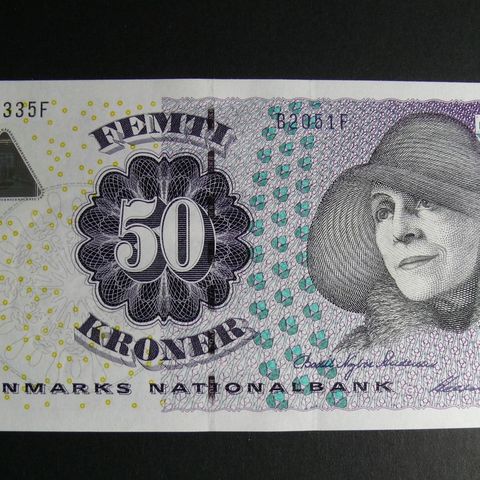 335F
B2051F
FEMTI
50
KRONER
NMARKS NATIONALBANK